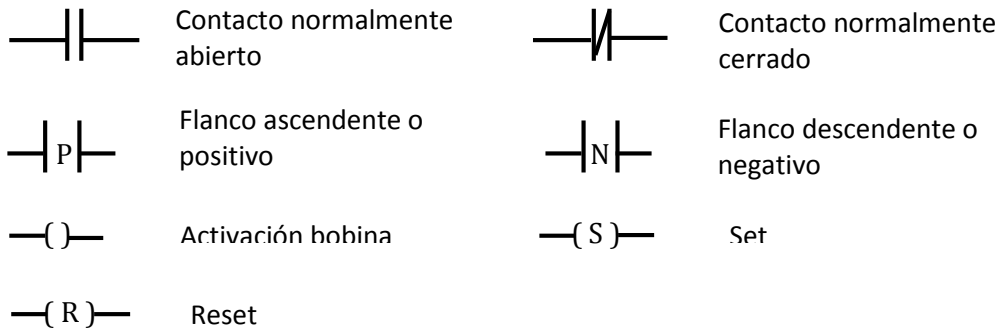 Contacto normalmente
abierto
Contacto normalmente
cerrado
P
Flanco ascendente o
positivo
N
Flanco descendente o
negativo
( )
Activación bobina
( S )
Set
( R )
Reset